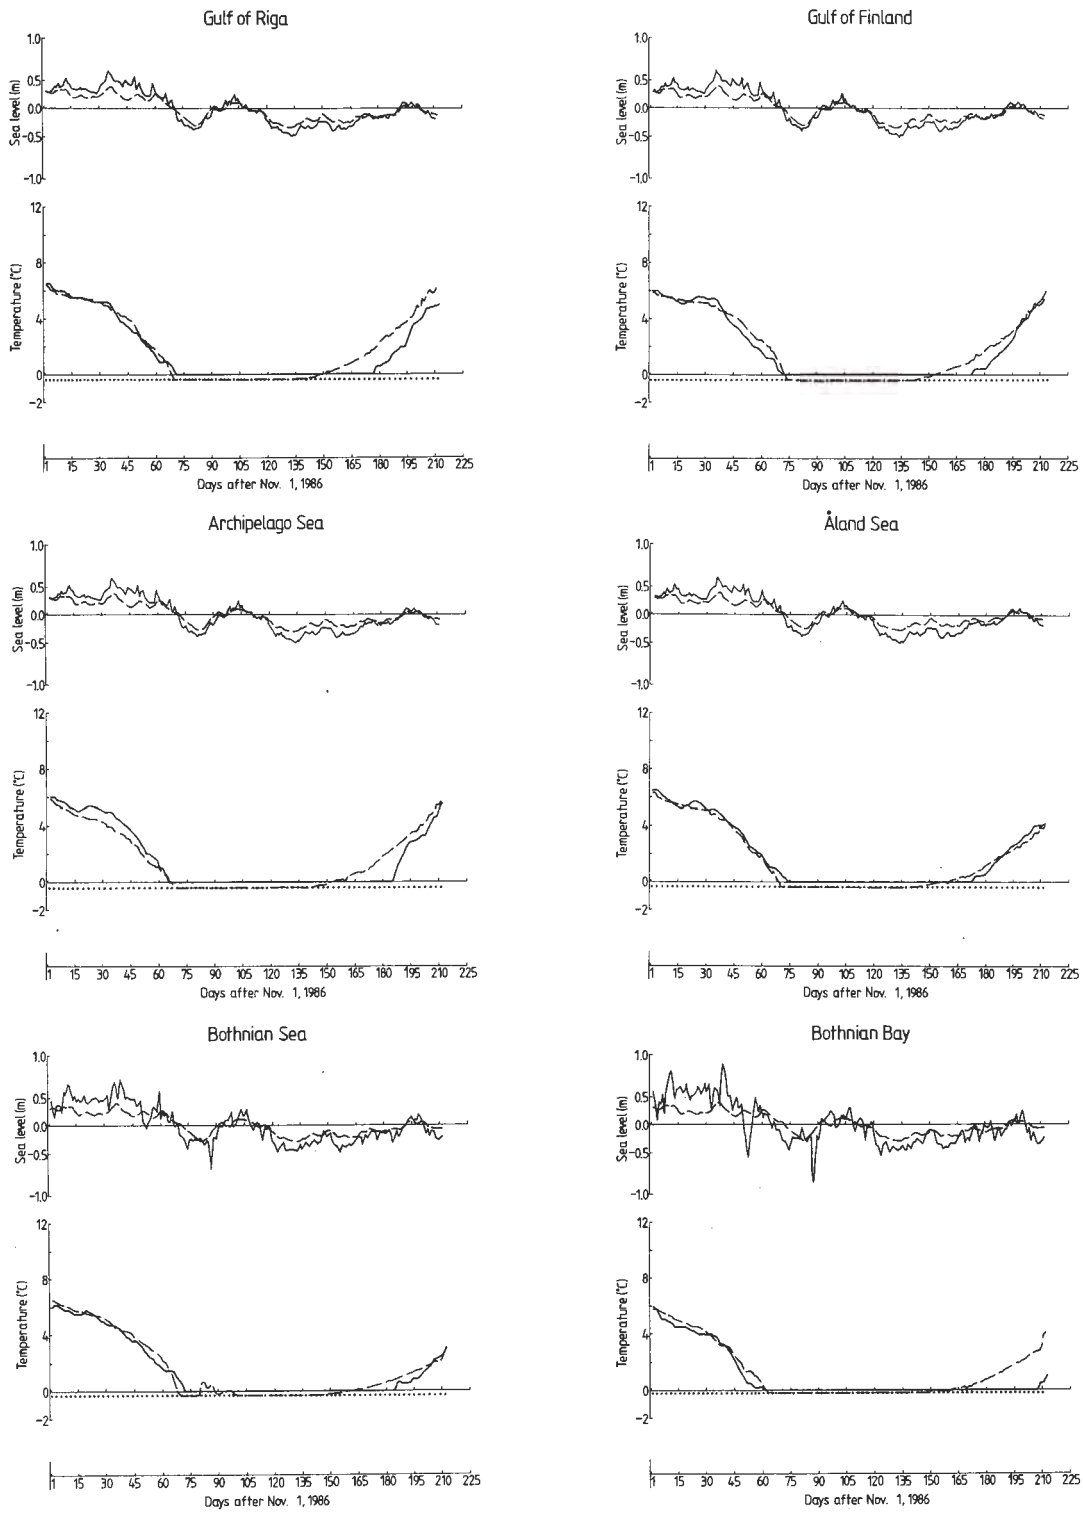 Gulf of Riga
1.0
0.5
0.0
−0.5
−1.0
Sea level (m)
12
8
4
0
−2
Temperature (°C)
1 15 30 45 60 75 90 105 120 135 150 165 180 195 210 225
Days after Nov. 1, 1986
Gulf of Finland
1.0
0.5
0.0
−0.5
−1.0
Sea level (m)
12
8
4
0
−2
Temperature (°C)
1 15 30 45 60 75 90 105 120 135 150 165 180 195 210 225
Days after Nov. 1, 1986
Archipelago Sea
1.0
0.5
0.0
−0.5
−1.0
Sea level (m)
12
8
4
0
−2
Temperature (°C)
1 15 30 45 60 75 90 105 120 135 150 165 180 195 210 225
Days after Nov. 1, 1986
Åland Sea
1.0
0.5
0.0
−0.5
−1.0
Sea level (m)
12
8
4
0
−2
Temperature (°C)
1 15 30 45 60 75 90 105 120 135 150 165 180 195 210 225
Days after Nov. 1, 1986
Bothnian Sea
1.0
0.5
0.0
−0.5
−1.0
Sea level (m)
12
8
4
0
−2
Temperature (°C)
1 15 30 45 60 75 90 105 120 135 150 165 180 195 210 225
Days after Nov. 1, 1986
Bothnian Bay
1.0
0.5
0.0
−0.5
−1.0
Sea level (m)
12
8
4
0
−2
Temperature (°C)
1 15 30 45 60 75 90 105 120 135 150 165 180 195 210 225
Days after Nov. 1, 1986